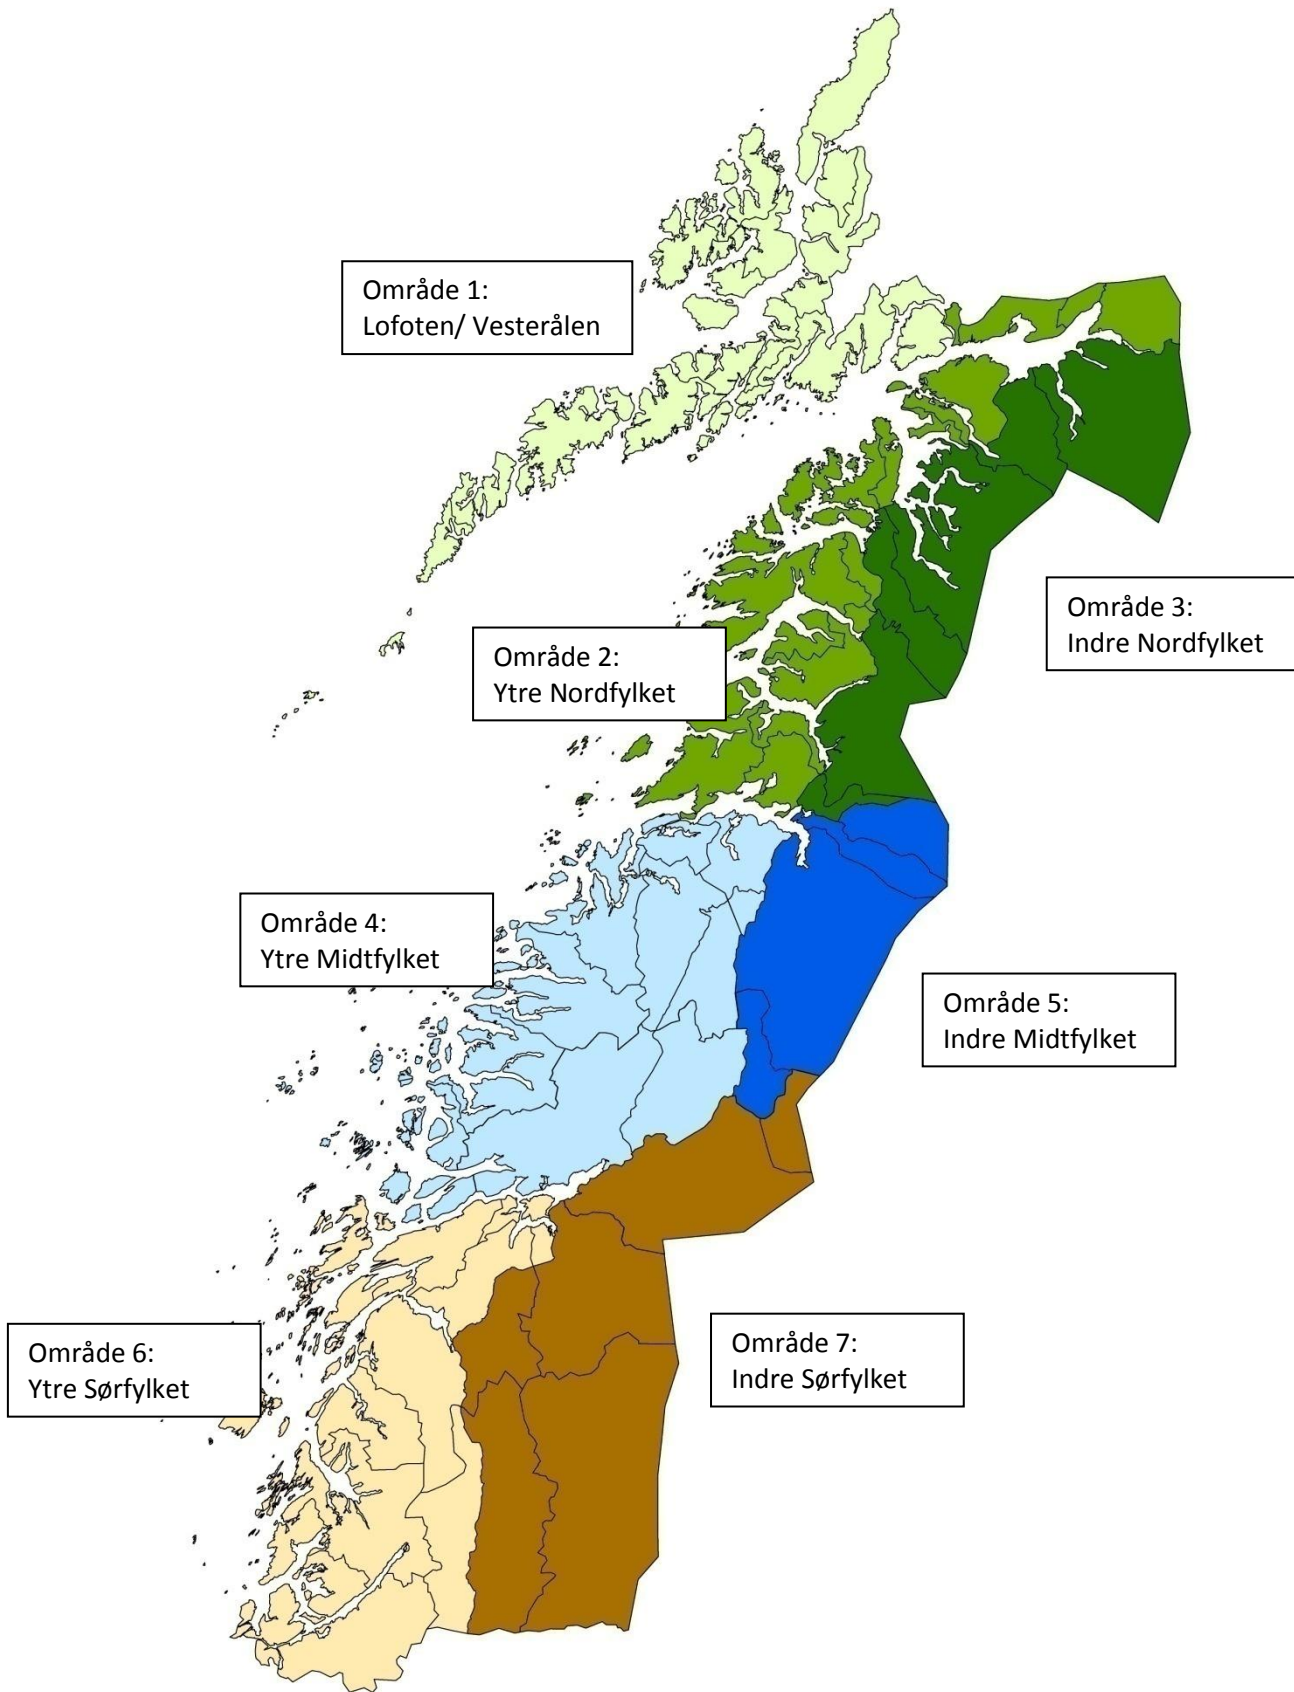 Område 1:
Lofoten/ Vesterålen
Område 3:
Indre Nordfylket
Område 2:
Ytre Nordfylket
Område 4:
Ytre Midtfylket
Område 5:
Indre Midtfylket
Område 7:
Indre Sørfylket
Område 6:
Ytre Sørfylket